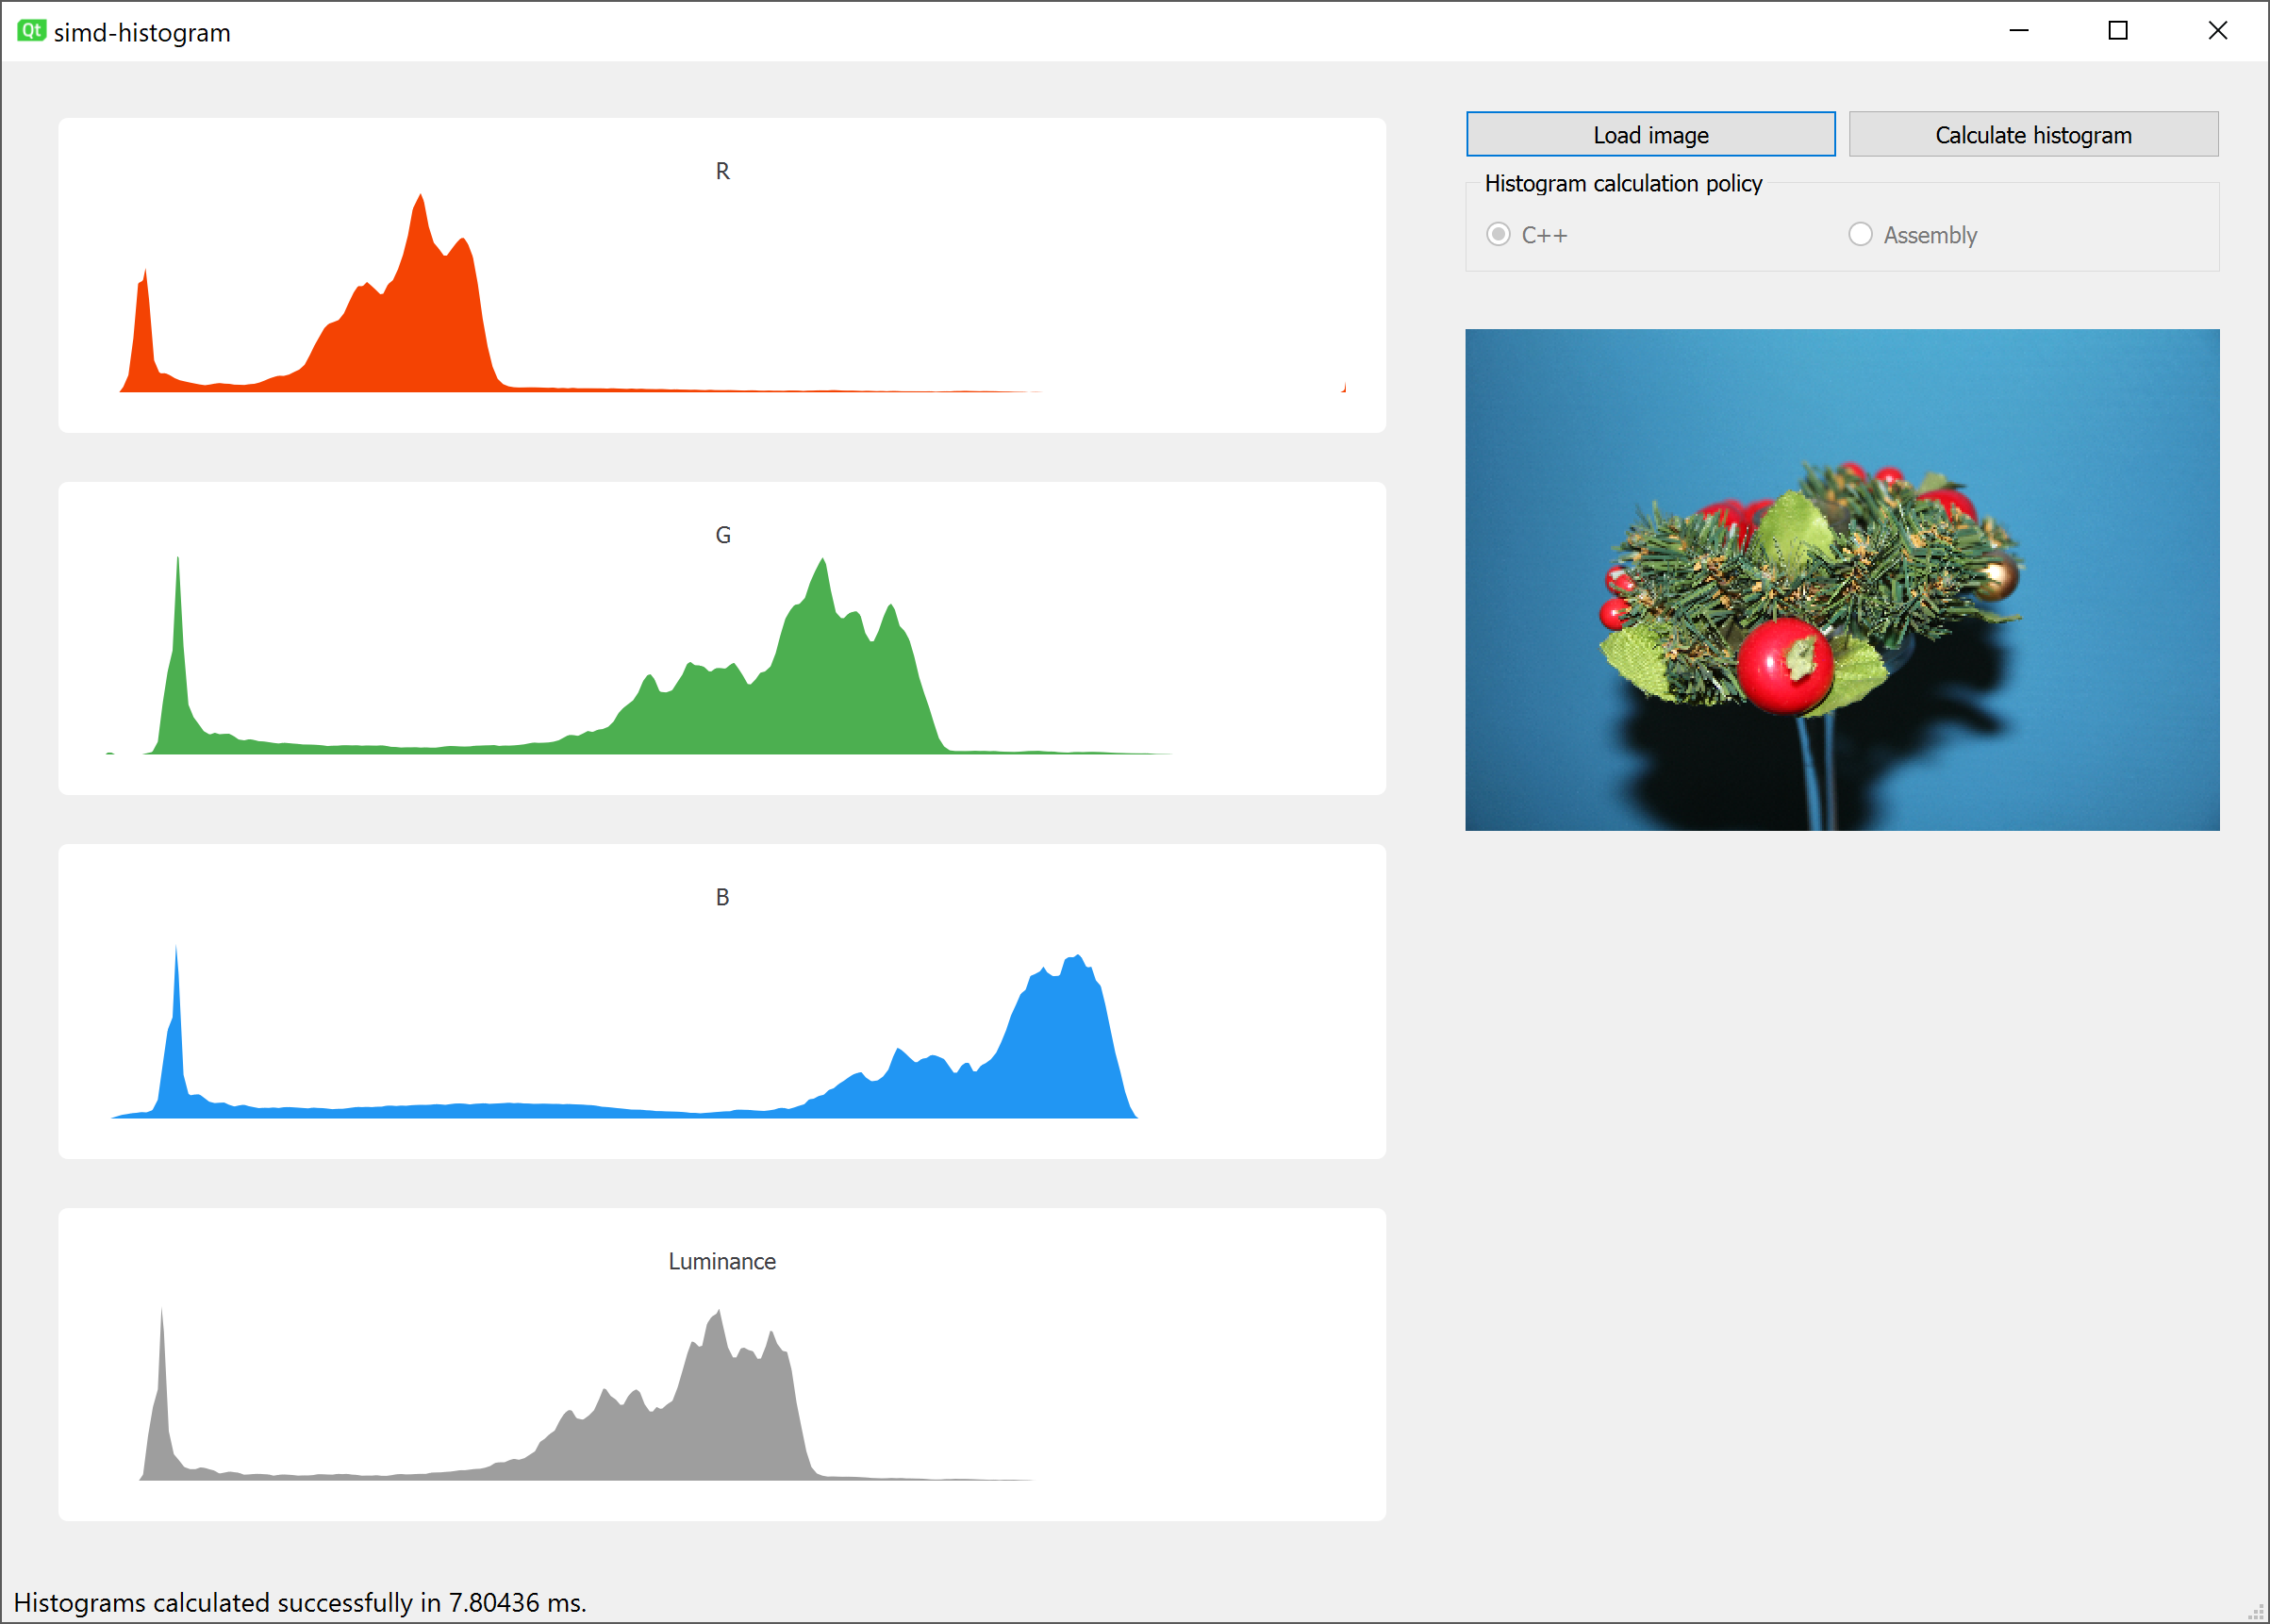 Qt simd-histogram
R
G
B
Luminance
Load image
Calculate histogram
Histogram calculation policy
C++
Assembly
Histograms calculated successfully in 7.80436 ms.